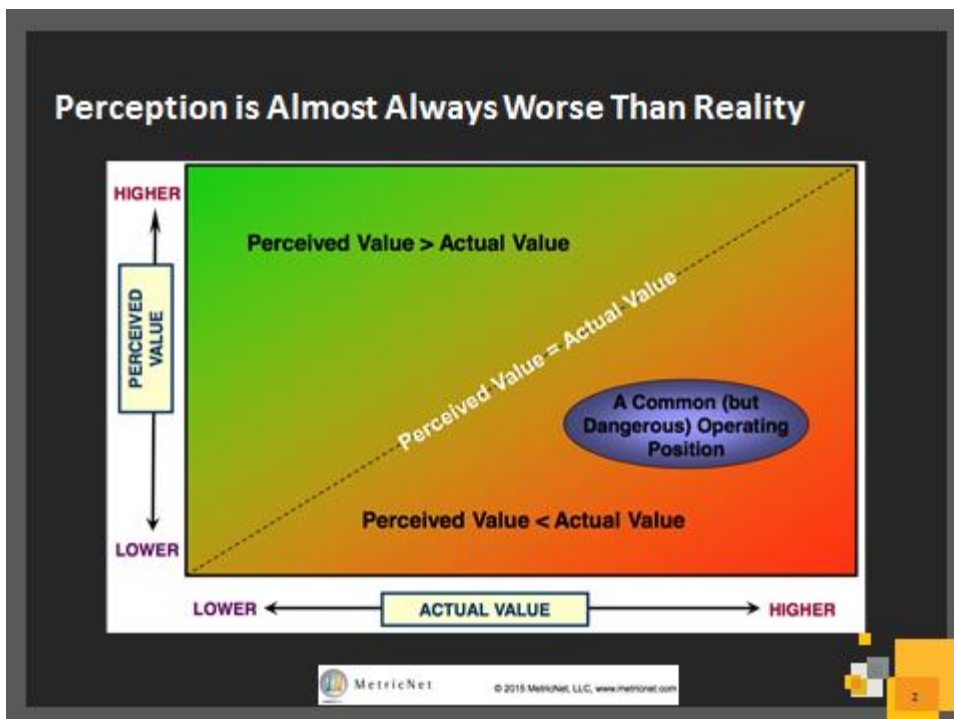 Perception is Almost Always Worse Than Reality
HIGHER
Perceived Value > Actual Value
PERCEIVED
VALUE
Perceived Value = Actual Value
A Common (but
Dangerous) Operating
Position
Perceived Value < Actual Value
LOWER
LOWER
ACTUAL VALUE
HIGHER
MetricNet
© 2015 MetricNet, LLC, www.metricnet.com
2